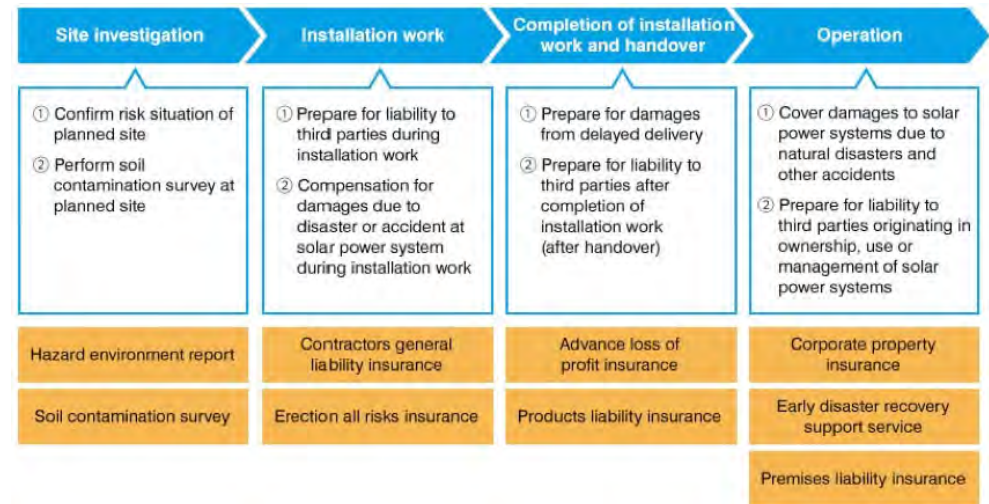 Site investigation
Installation work
Completion of installation
work and handover
Operation
① Confirm risk situation of
planned site
② Perform soil
contamination survey at
planned site
① Prepare for liability to
third parties during
installation work
② Compensation for
damages due to
disaster or accident at
solar power system
during installation work
① Prepare for damages
from delayed delivery
② Prepare for liability to
third parties after
completion of
installation work
(after handover)
① Cover damages to solar
power systems due to
natural disasters and
other accidents
② Prepare for liability to
third parties originating in
ownership, use or
management of solar
power systems
Hazard environment report
Contractors general
liability insurance
Advance loss of
profit insurance
Corporate property
insurance
Soil contamination survey
Erection all risks insurance
Products liability insurance
Early disaster recovery
support service
Premises liability insurance